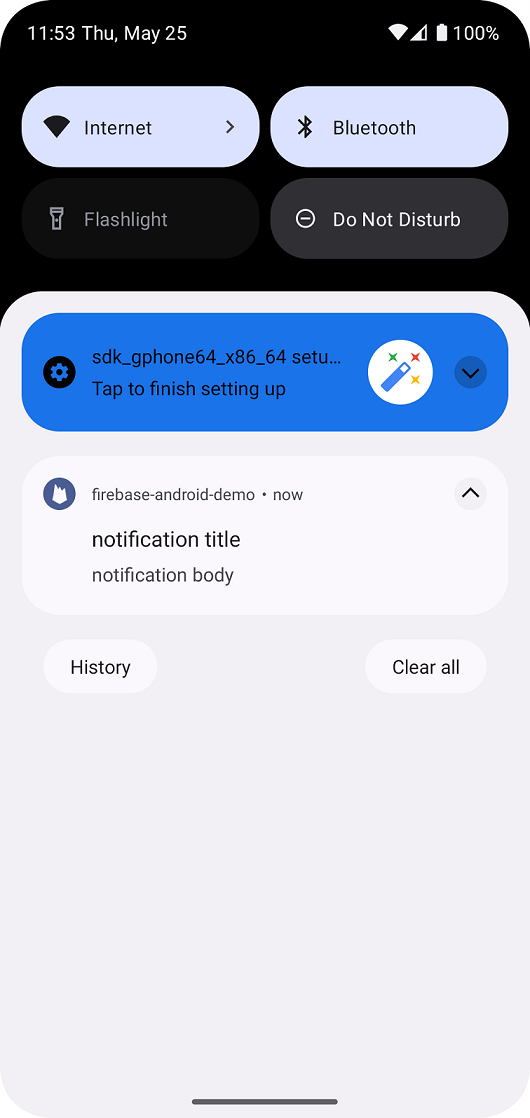 11:53 Thu, May 25 100%
Internet Bluetooth
Flashlight Do Not Disturb
sdk_gphone64_x86_64 setu...
Tap to finish setting up
firebase-android-demo • now
notification title
notification body
History Clear all